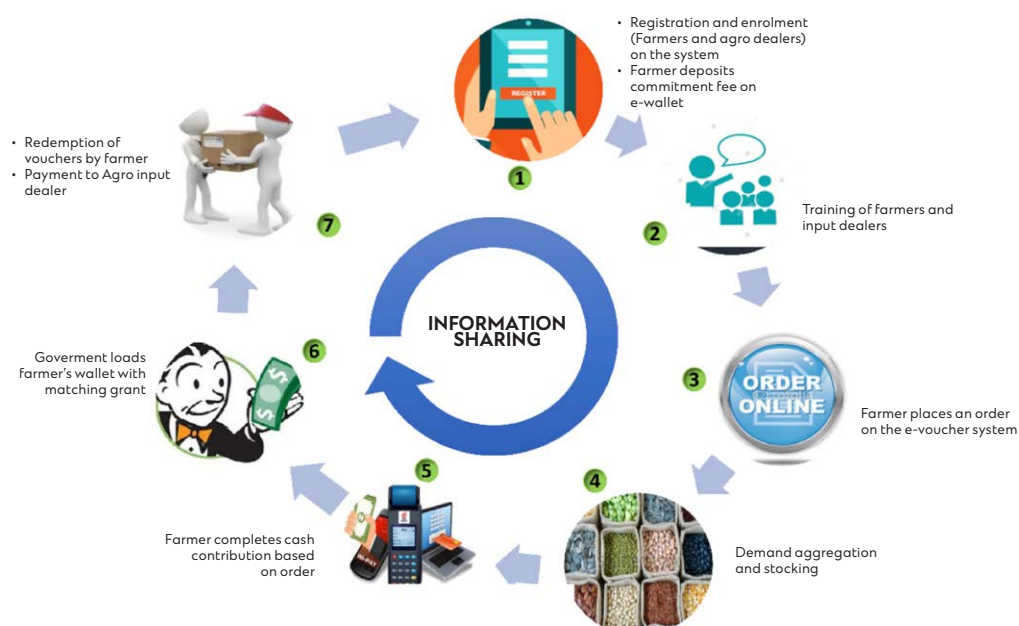 • Registration and enrolment
(Farmers and agro dealers)
on the system
• Farmer deposits
commitment fee on
e-wallet
REGISTER
1
Training of farmers and
input dealers
2
ORDER
ONLINE
3
Farmer places an order
on the e-voucher system
4
Demand aggregation
and stocking
5
Farmer completes cash
contribution based
on order
6
Goverment loads
farmer's wallet with
matching grant
7
• Redemption of
vouchers by farmer
• Payment to Agro input
dealer
INFORMATION
SHARING